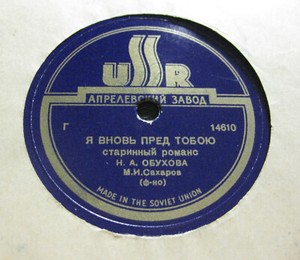 USSR
АПРЕЛЕВСКИЙ ЗАВОД
Г 14610
Я ВНОВЬ ПРЕД ТОБОЮ
старинный романс
Н. А. ОБУХОВА
М.И.Сахаров
(ф-но)
MADE IN THE SOVIET UNION